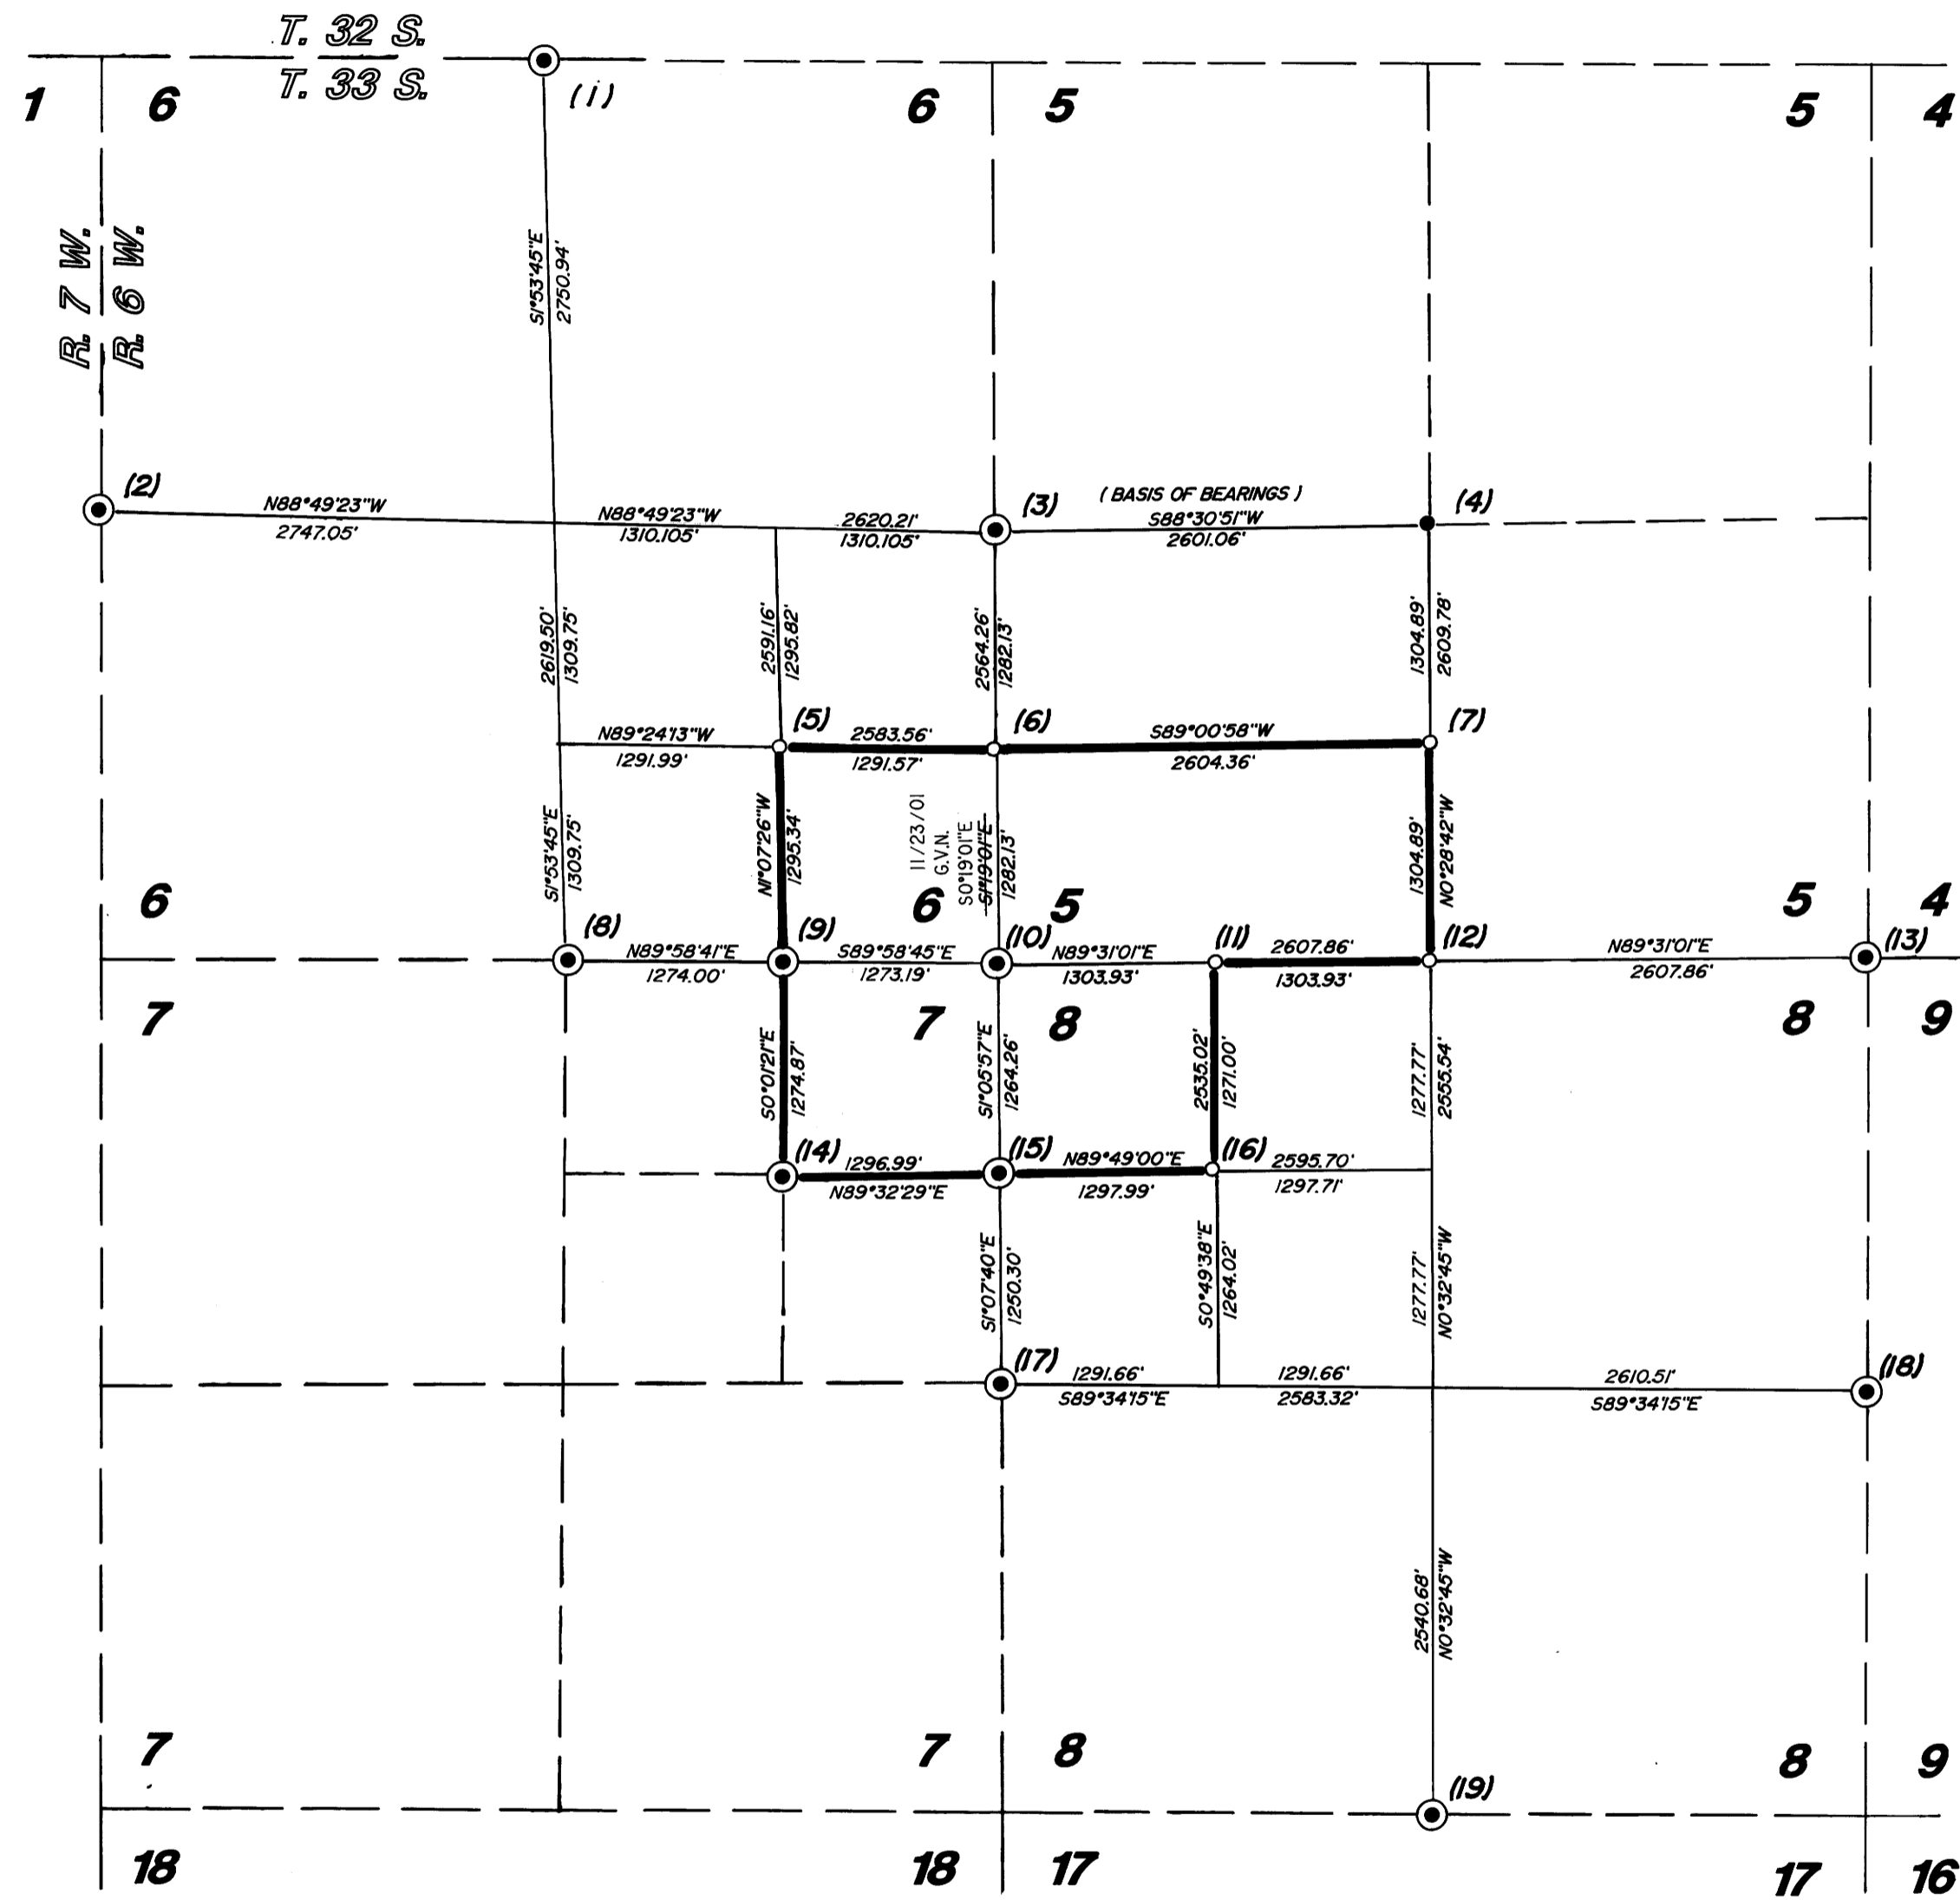 T. 32 S.
T. 33 S.
(1)
1 6 6 5 5 4
R. 7 W.
R. 6 W.
S1°53'45"E
2750.94'
(2)
N88°49'23"W
2747.05'
N88°49'23"W
1310.105'
2620.21'
1310.105'
(3)
( BASIS OF BEARINGS )
S88°30'51"W
2601.06'
(4)
2619.50'
1309.75'
2591.16'
1295.82'
2564.26'
1282.13'
1304.89'
2609.78'
N89°24'13"W
1291.99'
(5)
2583.56'
1291.57'
(6)
S89°00'58"W
2604.36'
(7)
S1°53'45"E
1309.75'
N1°07'26"W
1295.34'
11/23/01
G.V.N.
S0°19'01"E
S1°19'01"E
1282.13'
1304.89'
N0°28'42"W
6 6 5 5 4
(8)
N89°58'41"E
1274.00'
(9)
S89°58'45"E
1273.19'
(10)
N89°31'01"E
1303.93'
(11)
2607.86'
1303.93'
(12)
N89°31'01"E
2607.86'
(13)
7 7 8 8 9
S0°01'21"E
1274.87'
S1°05'57"E
1264.26'
2535.02'
1271.00'
1277.77'
2555.54'
(14)
1296.99'
N89°32'29"E
(15)
N89°49'00"E
1297.99'
(16)
2595.70'
1297.71'
S1°07'40"E
1250.30'
S0°49'38"E
1264.02'
1277.77'
N0°32'45"W
(17)
1291.66'
S89°34'15"E
1291.66'
2583.32'
2610.51'
S89°34'15"E
(18)
2540.68'
N0°32'45"W
7 7 8 8 9
(19)
18 18 17 17 16